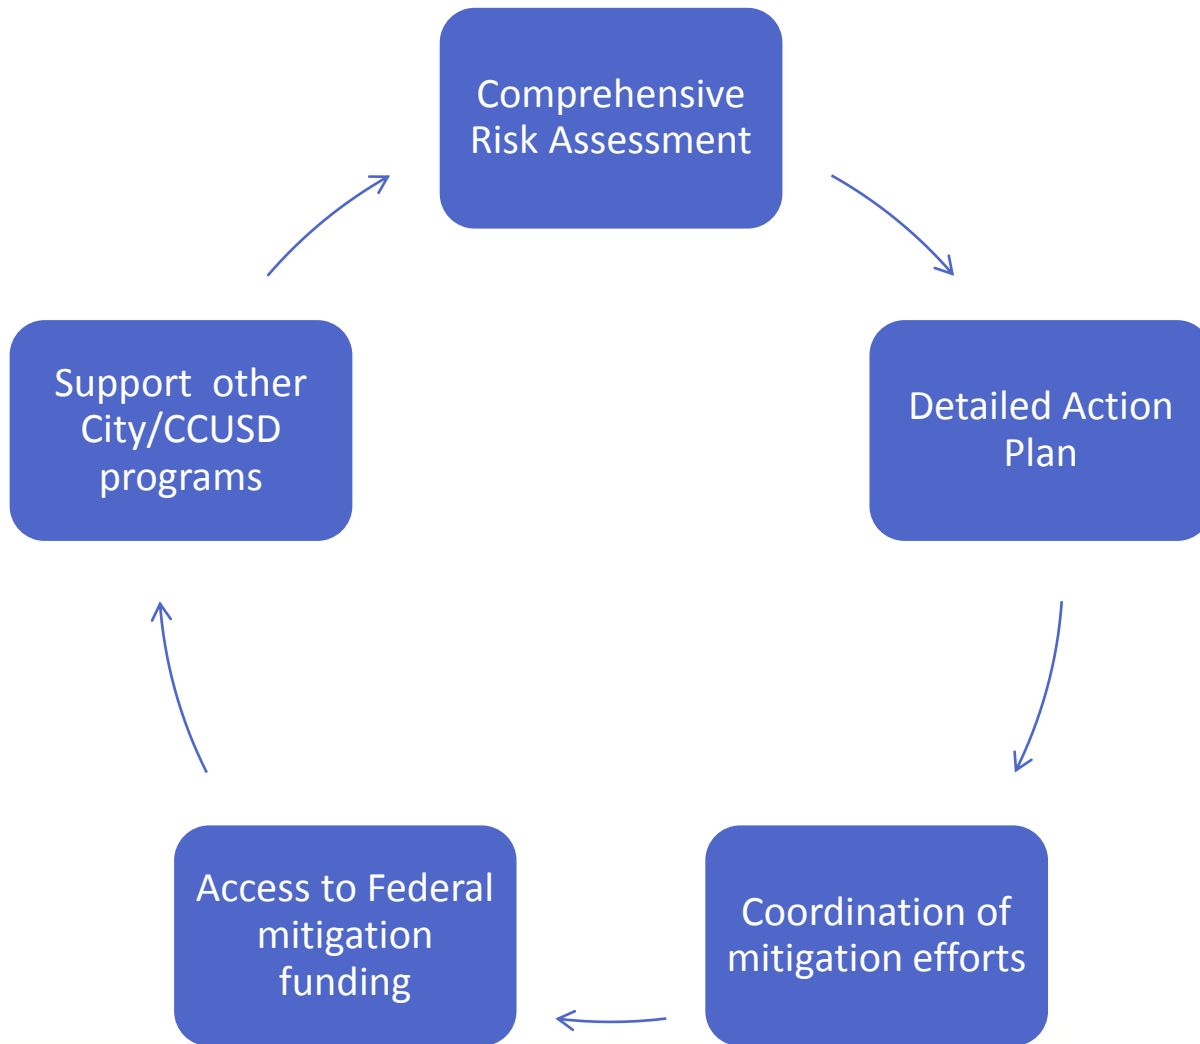 Comprehensive
Risk Assessment
Detailed Action
Plan
Coordination of
mitigation efforts
Access to Federal
mitigation
funding
Support  other
City/CCUSD
programs